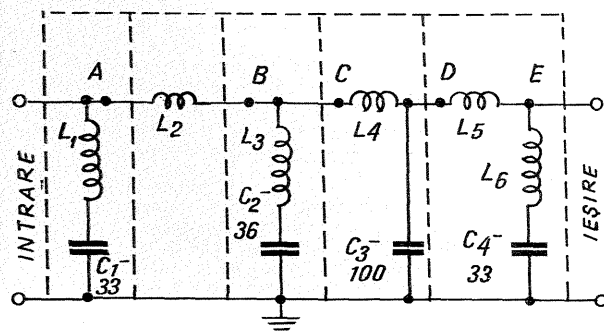 A
B
C
D
E
L1
L2
L3
L4
L5
L6
C1-
33
C2-
36
C3-
100
C4-
33
INTRARE
IEȘIRE